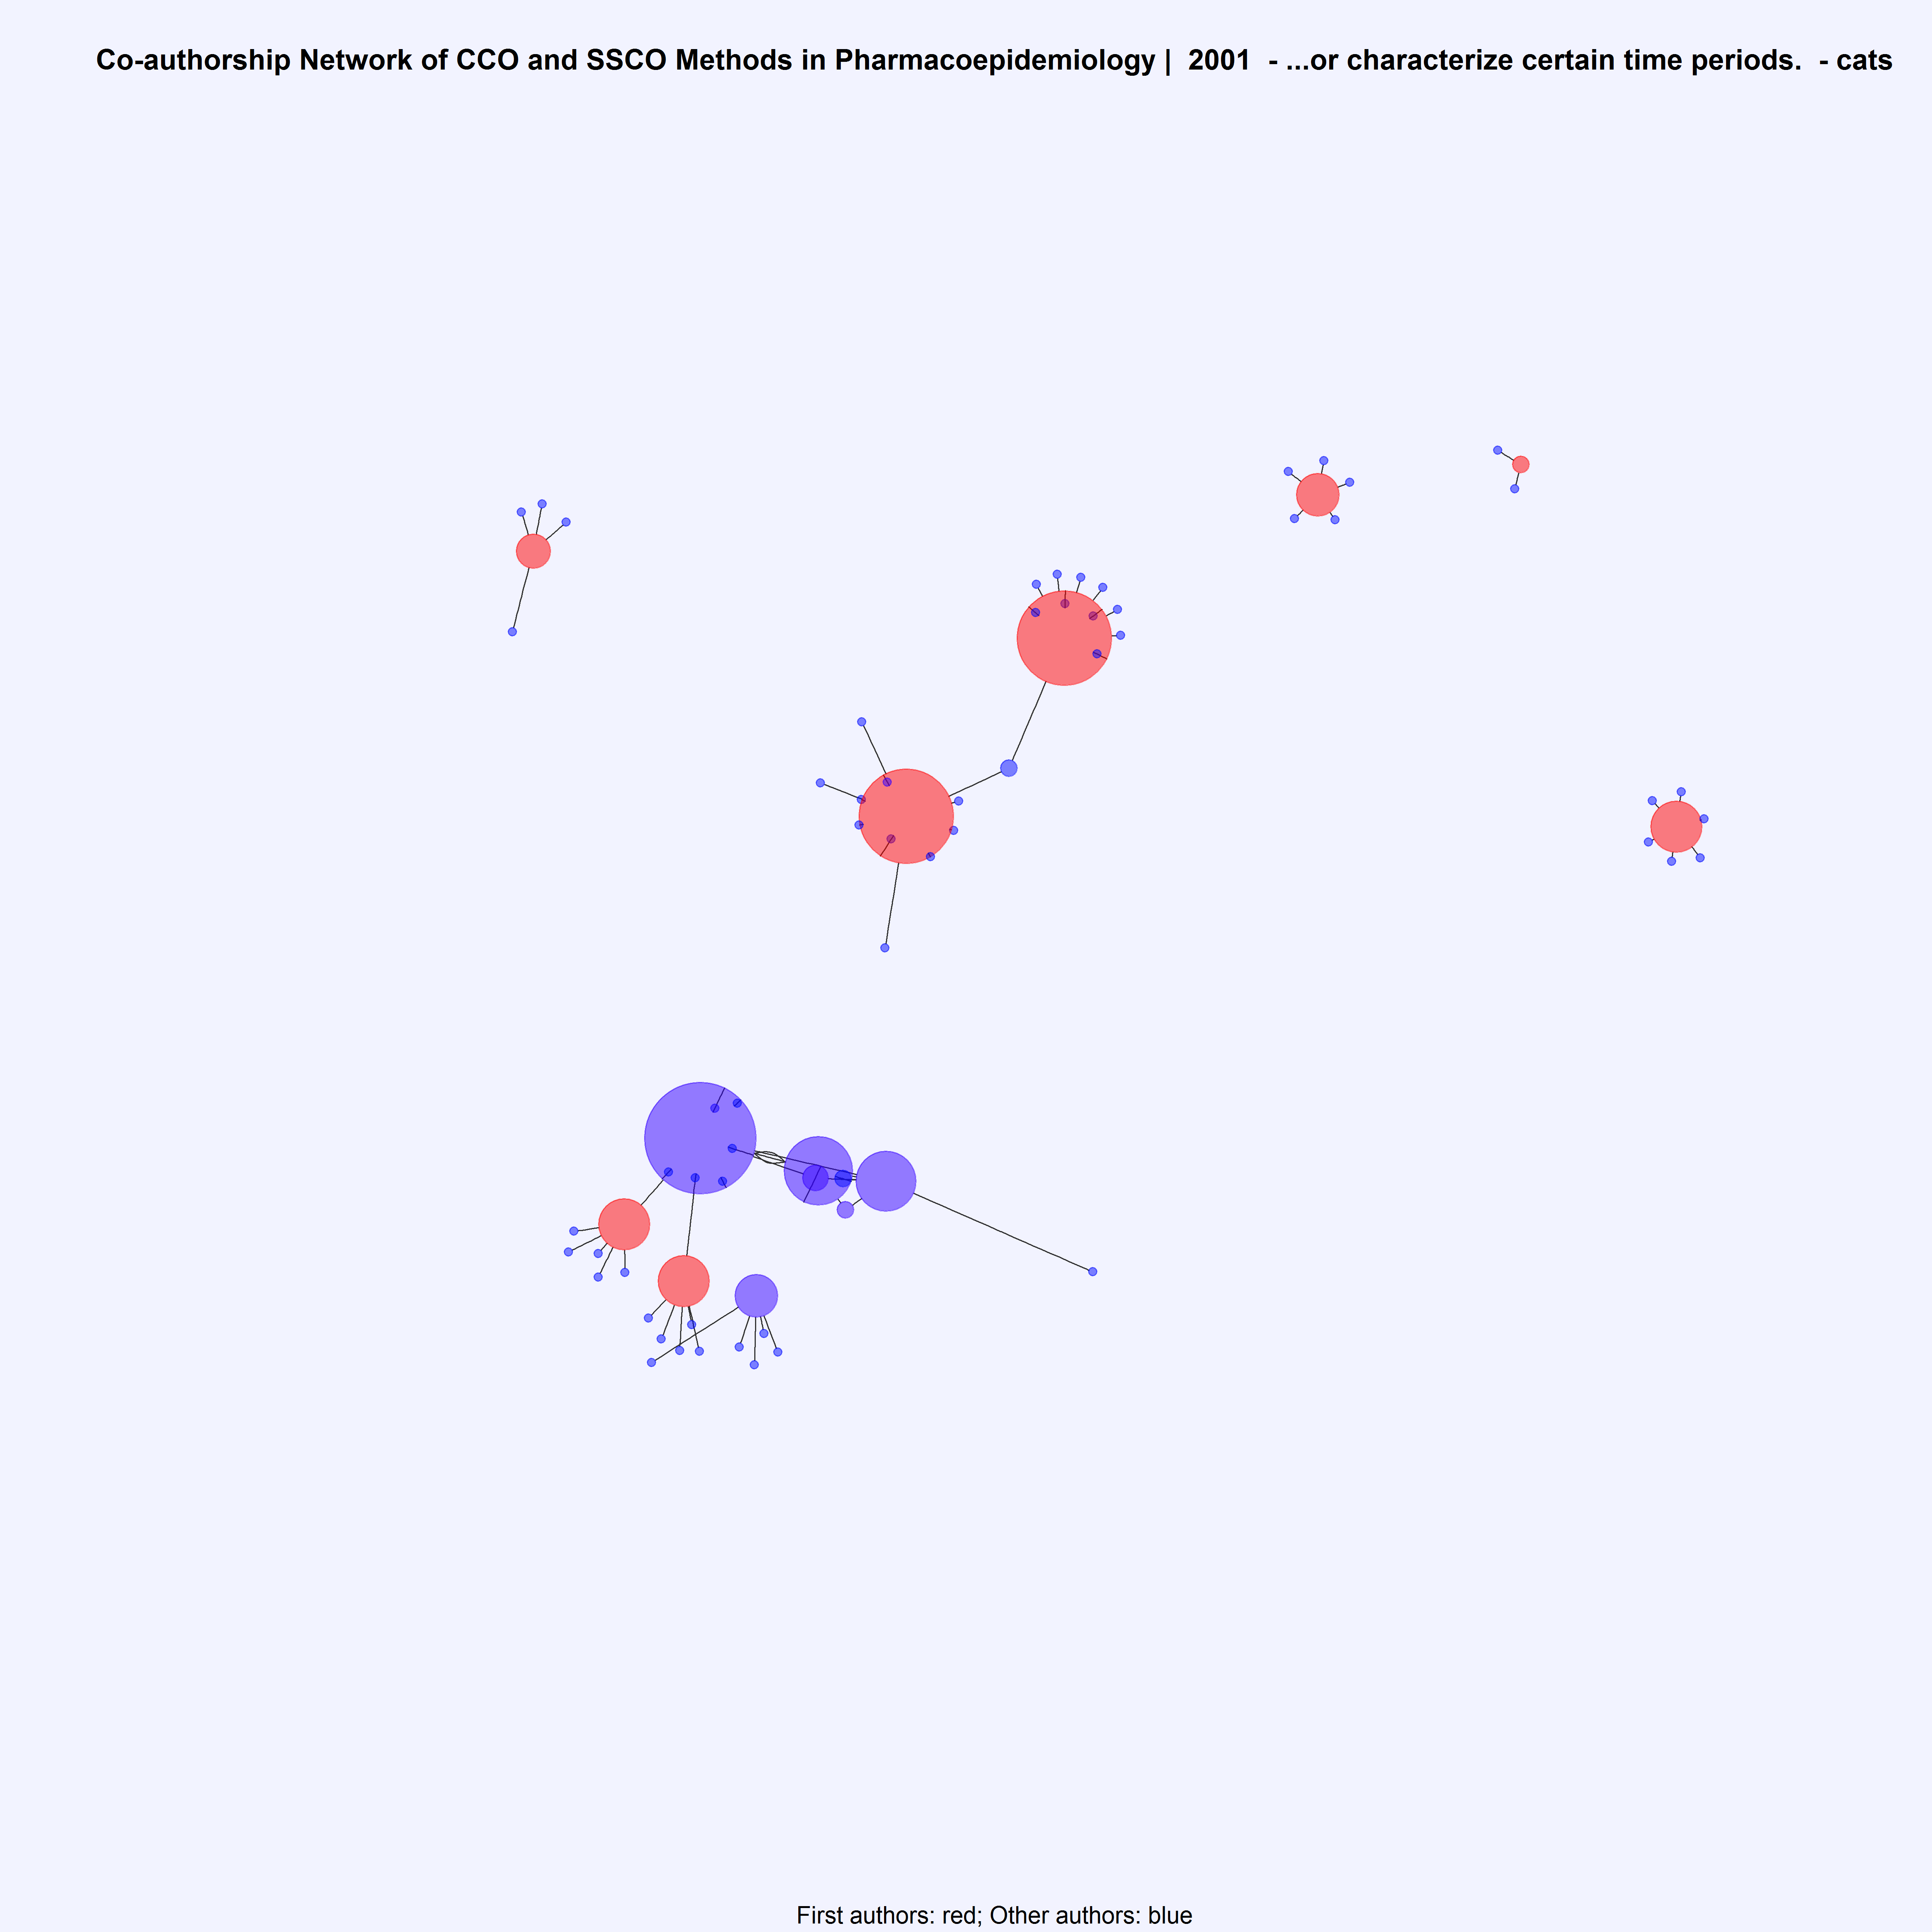 Co-authorship Network of CCO and SSCO Methods in Pharmacoepidemiology | 2001 - ...or characterize certain time periods. - cats
First authors: red; Other authors: blue